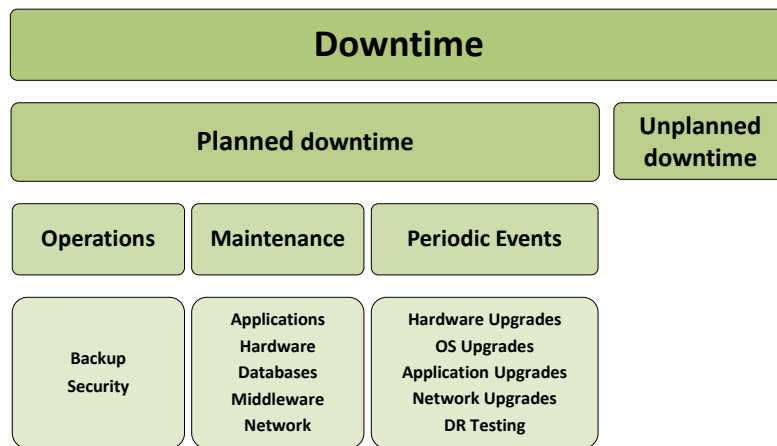 Downtime
Planned downtime
Unplanned
downtime
Operations
Maintenance
Periodic Events
Backup
Security
Applications
Hardware
Databases
Middleware
Network
Hardware Upgrades
OS Upgrades
Application Upgrades
Network Upgrades
DR Testing